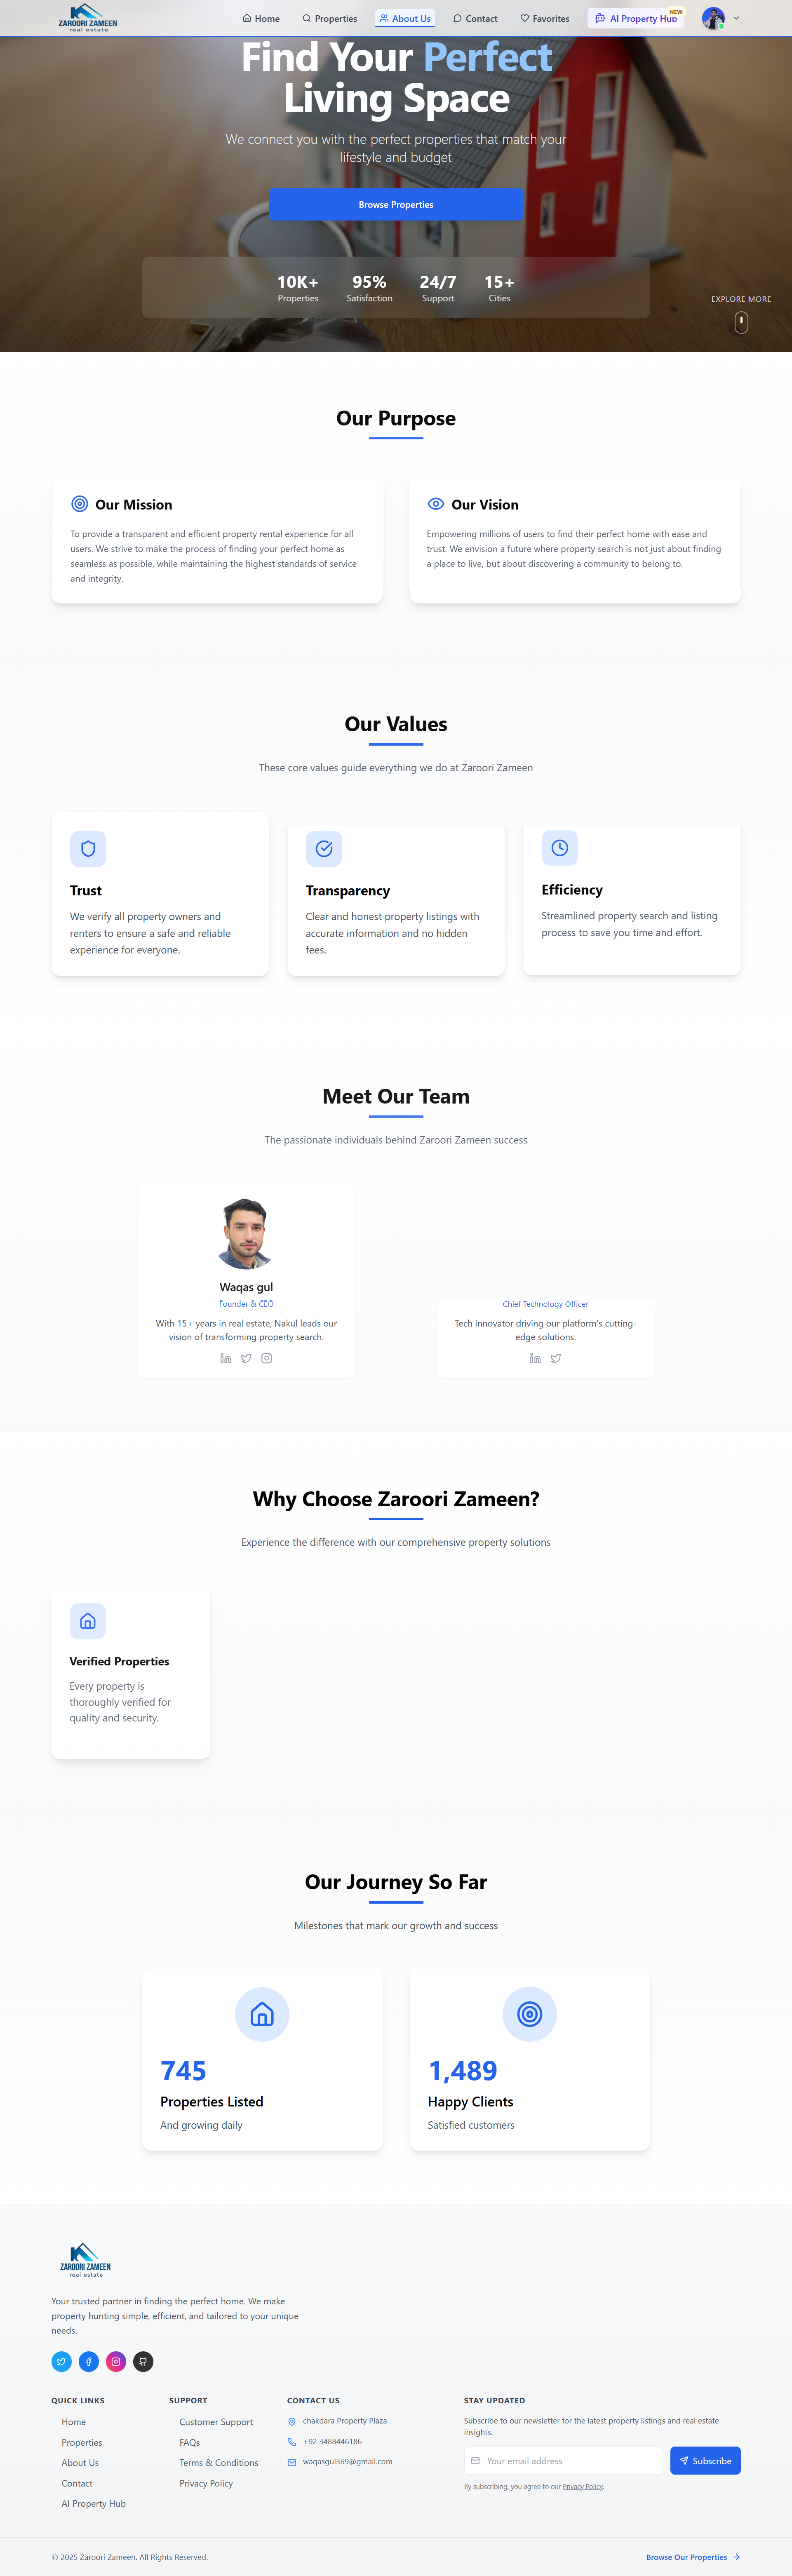 ZAROORI ZAMEEN
real estate
Home
Properties
About Us
Contact
Favorites
AI Property Hub
NEW
Find Your Perfect
Living Space
We connect you with the perfect properties that match your
lifestyle and budget
Browse Properties
10K+
Properties
95%
Satisfaction
24/7
Support
15+
Cities
EXPLORE MORE
Our Purpose
Our Mission
To provide a transparent and efficient property rental experience for all
users. We strive to make the process of finding your perfect home as
seamless as possible, while maintaining the highest standards of service
and integrity.
Our Vision
Empowering millions of users to find their perfect home with ease and
trust. We envision a future where property search is not just about finding
a place to live, but about discovering a community to belong to.
Our Values
These core values guide everything we do at Zaroori Zameen
Trust
We verify all property owners and
renters to ensure a safe and reliable
experience for everyone.
Transparency
Clear and honest property listings with
accurate information and no hidden
fees.
Efficiency
Streamlined property search and listing
process to save you time and effort.
Meet Our Team
The passionate individuals behind Zaroori Zameen success
Waqas gul
Founder & CEO
With 15+ years in real estate, Nakul leads our
vision of transforming property search.
Chief Technology Officer
Tech innovator driving our platform's cutting-
edge solutions.
Why Choose Zaroori Zameen?
Experience the difference with our comprehensive property solutions
Verified Properties
Every property is
thoroughly verified for
quality and security.
Our Journey So Far
Milestones that mark our growth and success
745
Properties Listed
And growing daily
1,489
Happy Clients
Satisfied customers
ZAROORI ZAMEEN
real estate
Your trusted partner in finding the perfect home. We make
property hunting simple, efficient, and tailored to your unique
needs.
QUICK LINKS
Home
Properties
About Us
Contact
AI Property Hub
SUPPORT
Customer Support
FAQs
Terms & Conditions
Privacy Policy
CONTACT US
chakdara Property Plaza
+92 3488446186
waqasgul369@gmail.com
STAY UPDATED
Subscribe to our newsletter for the latest property listings and real estate
insights.
Your email address
Subscribe
By subscribing, you agree to our Privacy Policy.
© 2025 Zaroori Zameen. All Rights Reserved.
Browse Our Properties